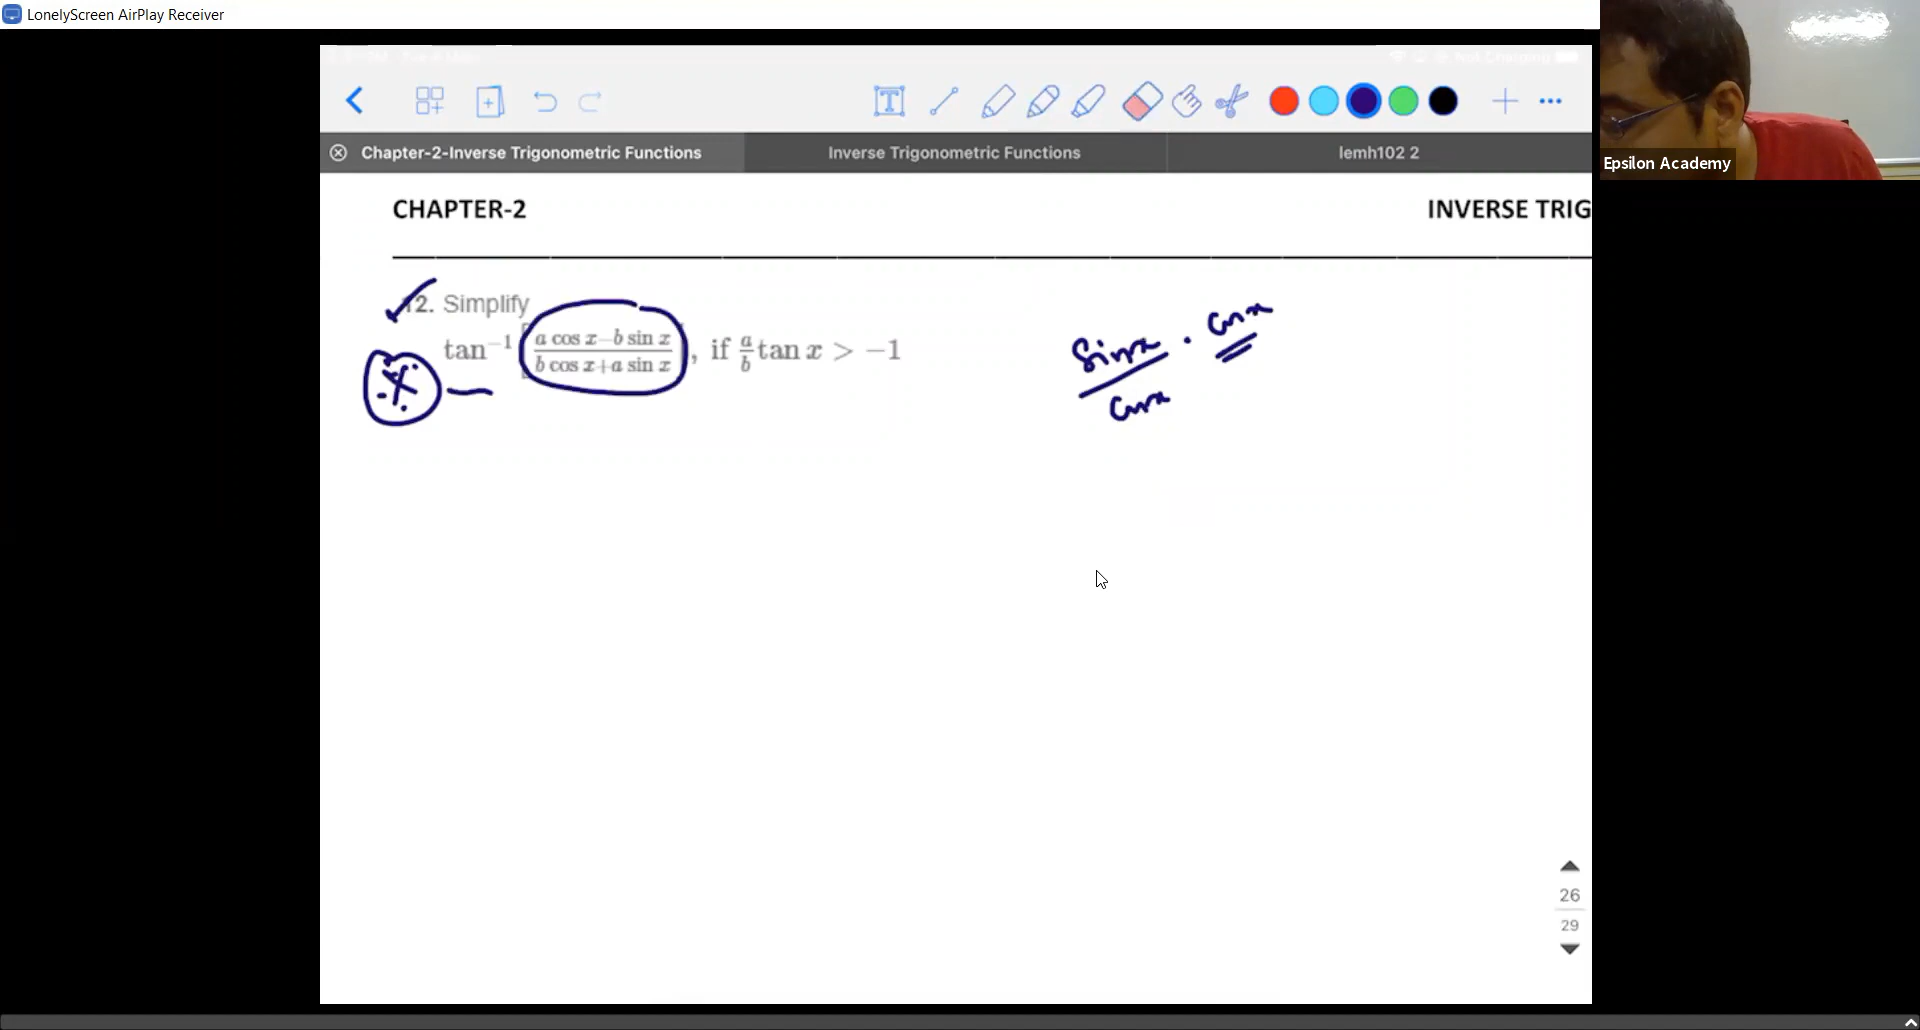 LonelyScreen AirPlay Receiver
Chapter-2-Inverse Trigonometric Functions
Inverse Trigonometric Functions
lemh102 2
Epsilon Academy
CHAPTER-2
INVERSE TRIG
12. Simplify
tan⁻¹ [(a cos x−b sin x)/(b cos x+a sin x)], if a/b tan x > −1
sinx/cosx · cosx
26
29